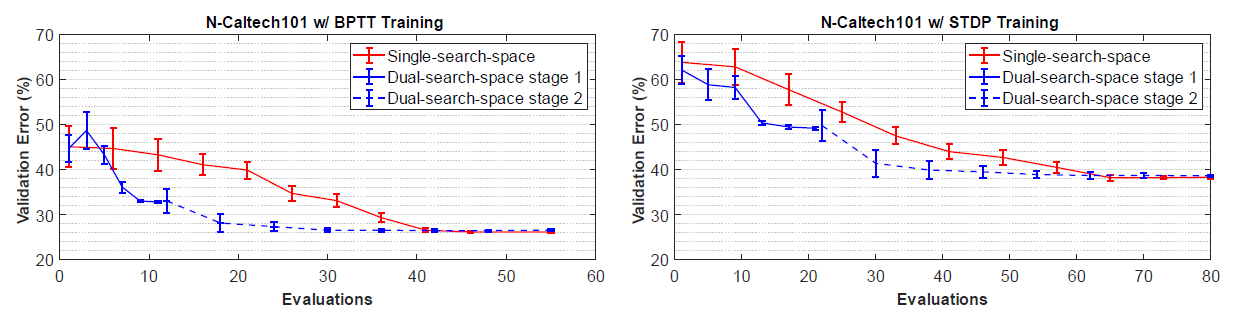 N-Caltech101 w/ BPTT Training
Validation Error (%)
70
60
50
40
30
20
Single-search-space
Dual-search-space stage 1
Dual-search-space stage 2
0 10 20 30 40 50 60
Evaluations
N-Caltech101 w/ STDP Training
Validation Error (%)
70
60
50
40
30
20
Single-search-space
Dual-search-space stage 1
Dual-search-space stage 2
0 10 20 30 40 50 60 70 80
Evaluations